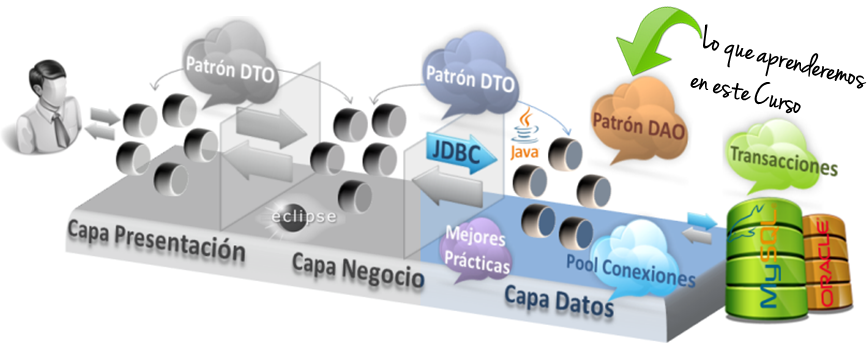 Patrón DTO
Patrón DTO
Lo que aprenderemos
en este Curso
Patrón DAO
JDBC
Java
Transacciones
eclipse
Capa Presentación
Capa Negocio
Mejores
Prácticas
Pool Conexiones
Capa Datos
MySQL
ORACLE